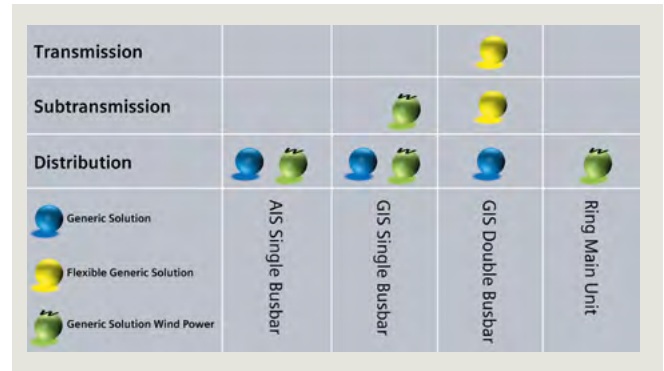 Transmission
Subtransmission
Distribution
Generic Solution
Flexible Generic Solution
Generic Solution Wind Power
AIS Single Busbar
GIS Single Busbar
GIS Double Busbar
Ring Main Unit